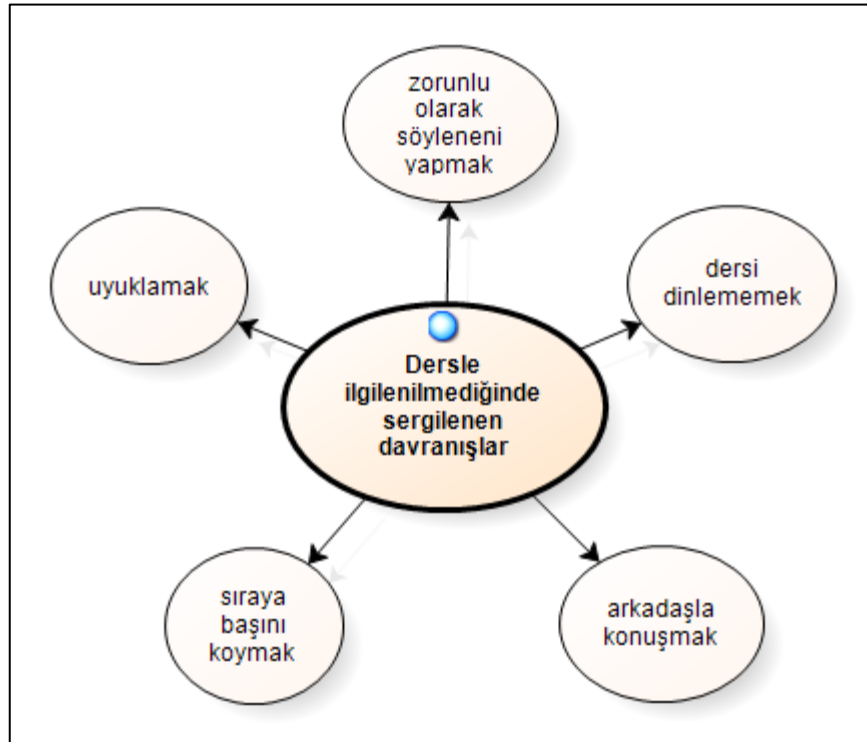 zorunlu
olarak
söyleneni
yapmak
uyuklamak
dersi
dinlememek
Dersle
ilgilenilmediğinde
sergilenen
davranışlar
sıraya
başını
koymak
arkadaşla
konuşmak